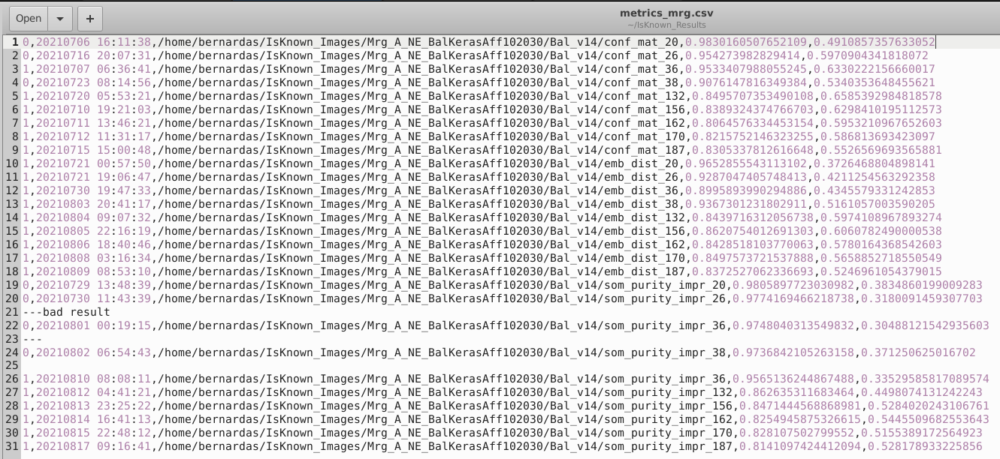 Open
+
metrics_mrg.csv
~/IsKnown_Results
1 0,20210706 16:11:38,/home/bernardas/IsKnown_Images/Mrg_A_NE_BalKerasAff102030/Bal_v14/conf_mat_20,0.9830160507652109,0.4910857357633052
2 0,20210716 20:07:31,/home/bernardas/IsKnown_Images/Mrg_A_NE_BalKerasAff102030/Bal_v14/conf_mat_26,0.954273982829414,0.5970904341818072
3 1,20210707 06:36:41,/home/bernardas/IsKnown_Images/Mrg_A_NE_BalKerasAff102030/Bal_v14/conf_mat_36,0.9533407988055245,0.6330222156660017
4 0,20210723 08:14:56,/home/bernardas/IsKnown_Images/Mrg_A_NE_BalKerasAff102030/Bal_v14/conf_mat_38,0.9076147816349384,0.5340353648455621
5 1,20210720 05:53:21,/home/bernardas/IsKnown_Images/Mrg_A_NE_BalKerasAff102030/Bal_v14/conf_mat_132,0.8495707353490108,0.6585392984818578
6 1,20210710 19:21:03,/home/bernardas/IsKnown_Images/Mrg_A_NE_BalKerasAff102030/Bal_v14/conf_mat_156,0.8389324374766703,0.62984101951​12573
7 1,20210711 13:46:21,/home/bernardas/IsKnown_Images/Mrg_A_NE_BalKerasAff102030/Bal_v14/conf_mat_162,0.8064576334453154,0.5953210967652603
8 1,20210712 11:31:17,/home/bernardas/IsKnown_Images/Mrg_A_NE_BalKerasAff102030/Bal_v14/conf_mat_170,0.8215752146323255,0.586813693423097
9 1,20210715 15:00:48,/home/bernardas/IsKnown_Images/Mrg_A_NE_BalKerasAff102030/Bal_v14/conf_mat_187,0.8305337812616648,0.5526569693565881
10 1,20210721 00:57:50,/home/bernardas/IsKnown_Images/Mrg_A_NE_BalKerasAff102030/Bal_v14/emb_dist_20,0.9652855543113102,0.3726468804898141
11 1,20210721 19:06:47,/home/bernardas/IsKnown_Images/Mrg_A_NE_BalKerasAff102030/Bal_v14/emb_dist_26,0.9287047405748413,0.4211254563292358
12 1,20210730 19:47:33,/home/bernardas/IsKnown_Images/Mrg_A_NE_BalKerasAff102030/Bal_v14/emb_dist_36,0.8995893990294886,0.4345579331242853
13 1,20210803 20:41:17,/home/bernardas/IsKnown_Images/Mrg_A_NE_BalKerasAff102030/Bal_v14/emb_dist_38,0.9367301231802911,0.5161057003590205
14 1,20210804 09:07:32,/home/bernardas/IsKnown_Images/Mrg_A_NE_BalKerasAff102030/Bal_v14/emb_dist_132,0.8439716312056738,0.5974108967893274
15 1,20210805 22:16:19,/home/bernardas/IsKnown_Images/Mrg_A_NE_BalKerasAff102030/Bal_v14/emb_dist_156,0.8620754012691303,0.6060782490000538
16 1,20210806 18:40:46,/home/bernardas/IsKnown_Images/Mrg_A_NE_BalKerasAff102030/Bal_v14/emb_dist_162,0.8428518103770063,0.5780164368542603
17 1,20210808 03:16:34,/home/bernardas/IsKnown_Images/Mrg_A_NE_BalKerasAff102030/Bal_v14/emb_dist_170,0.8497573721537888,0.5658852718550549
18 1,20210809 08:53:10,/home/bernardas/IsKnown_Images/Mrg_A_NE_BalKerasAff102030/Bal_v14/emb_dist_187,0.8372527062336693,0.5246961054379015
19 0,20210729 13:48:39,/home/bernardas/IsKnown_Images/Mrg_A_NE_BalKerasAff102030/Bal_v14/som_purity_impr_20,0.9805897723030982,0.38348601990​09283
20 0,20210730 11:43:39,/home/bernardas/IsKnown_Images/Mrg_A_NE_BalKerasAff102030/Bal_v14/som_purity_impr_26,0.9774169466218738,0.3180091459307703
21 ---bad result
22 0,20210801 00:19:15,/home/bernardas/IsKnown_Images/Mrg_A_NE_BalKerasAff102030/Bal_v14/som_purity_impr_36,0.9748040313549832,0.30488121542935603
23 ---
24 0,20210802 06:54:43,/home/bernardas/IsKnown_Images/Mrg_A_NE_BalKerasAff102030/Bal_v14/som_purity_impr_38,0.9736842105263158,0.371250625016702
25
26 1,20210810 08:08:11,/home/bernardas/IsKnown_Images/Mrg_A_NE_BalKerasAff102030/Bal_v14/som_purity_impr_36,0.9565136244867488,0.33529585817089574
27 1,20210812 04:41:21,/home/bernardas/IsKnown_Images/Mrg_A_NE_BalKerasAff102030/Bal_v14/som_purity_impr_132,0.862635311683464,0.4498074131242243
28 1,20210813 23:25:22,/home/bernardas/IsKnown_Images/Mrg_A_NE_BalKerasAff102030/Bal_v14/som_purity_impr_156,0.8471444568868981,0.5284020243106761
29 1,20210814 16:41:13,/home/bernardas/IsKnown_Images/Mrg_A_NE_BalKerasAff102030/Bal_v14/som_purity_impr_162,0.8254945875326615,0.54455096825​53643
30 1,20210815 22:48:12,/home/bernardas/IsKnown_Images/Mrg_A_NE_BalKerasAff102030/Bal_v14/som_purity_impr_170,0.828107502799552,0.5155389172564923
31 1,20210817 09:16:41,/home/bernardas/IsKnown_Images/Mrg_A_NE_BalKerasAff102030/Bal_v14/som_purity_impr_187,0.8141097424412094,0.528178933225856